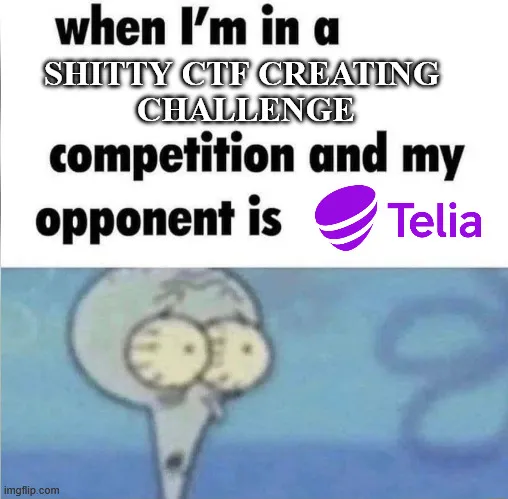 when I'm in a
SHITTY CTF CREATING
CHALLENGE
competition and my
opponent is Telia
imgflip.com